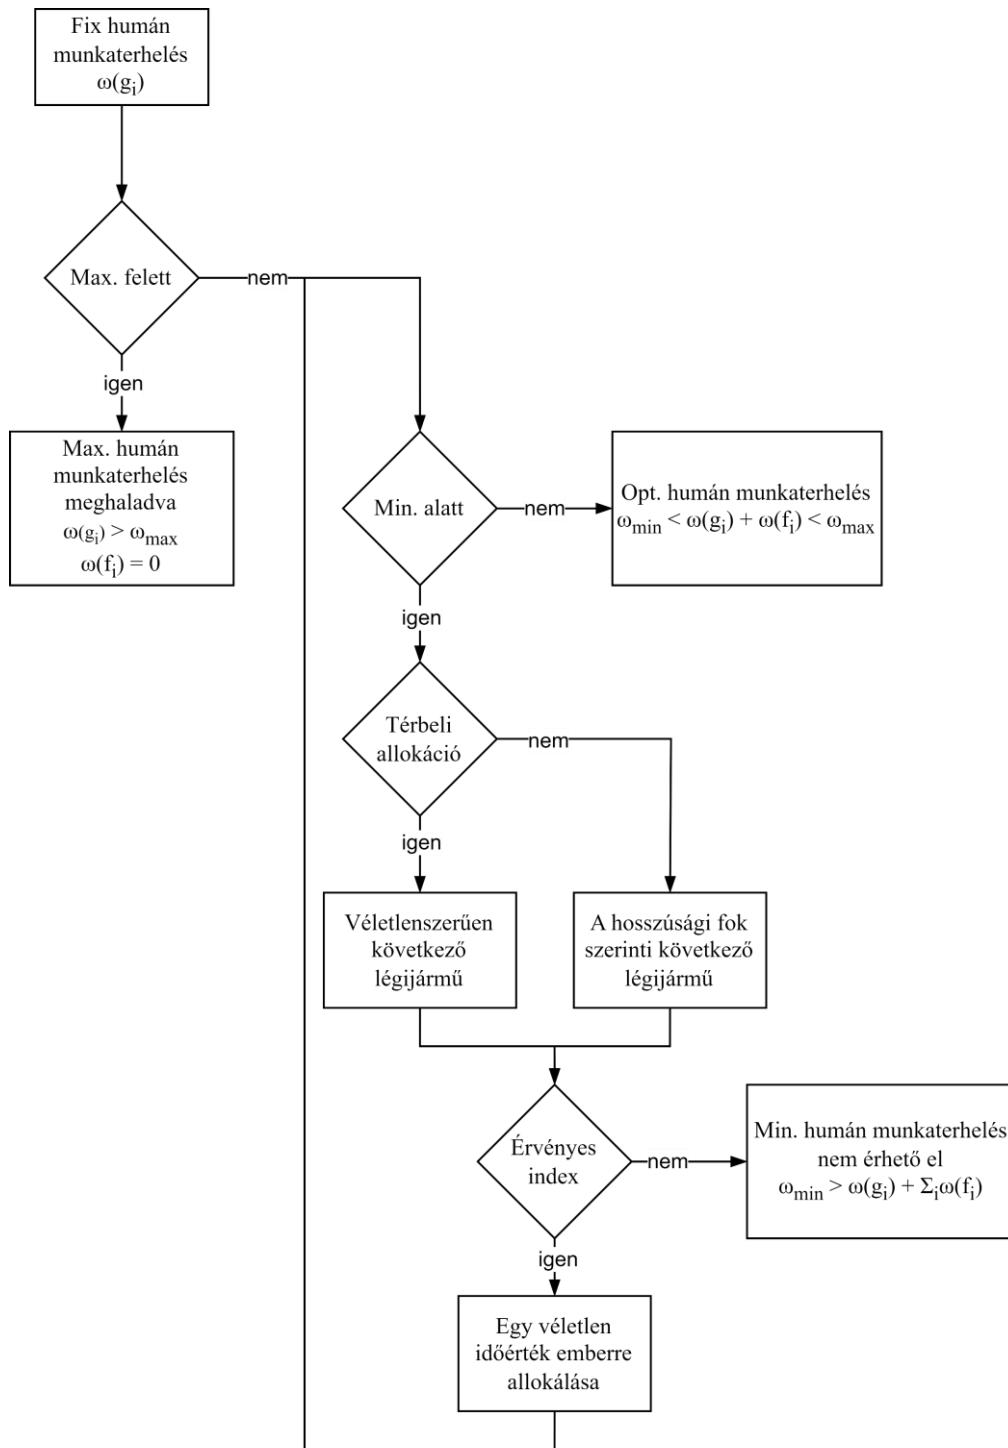 Fix humán
munkaterhelés
ω(gᵢ)
Max. felett
nem
igen
Max. humán
munkaterhelés
meghaladva
ω(gᵢ) > ωmax
ω(fᵢ) = 0
Min. alatt
nem
Opt. humán munkaterhelés
ωmin < ω(gᵢ) + ω(fᵢ) < ωmax
igen
Térbeli
allokáció
nem
igen
Véletlenszerűen
következő
légijármű
A hosszúsági fok
szerinti következő
légijármű
Érvényes
index
nem
Min. humán munkaterhelés
nem érhető el
ωmin > ω(gᵢ) + Σᵢω(fᵢ)
igen
Egy véletlen
időérték emberre
allokálása